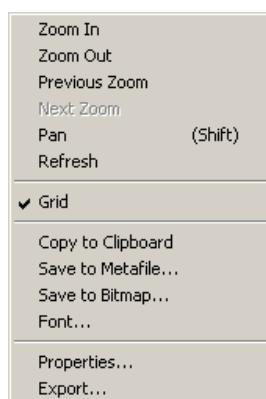 Zoom In
Zoom Out
Previous Zoom
Next Zoom
Pan (Shift)
Refresh
Grid
Copy to Clipboard
Save to Metafile...
Save to Bitmap...
Font...
Properties...
Export...